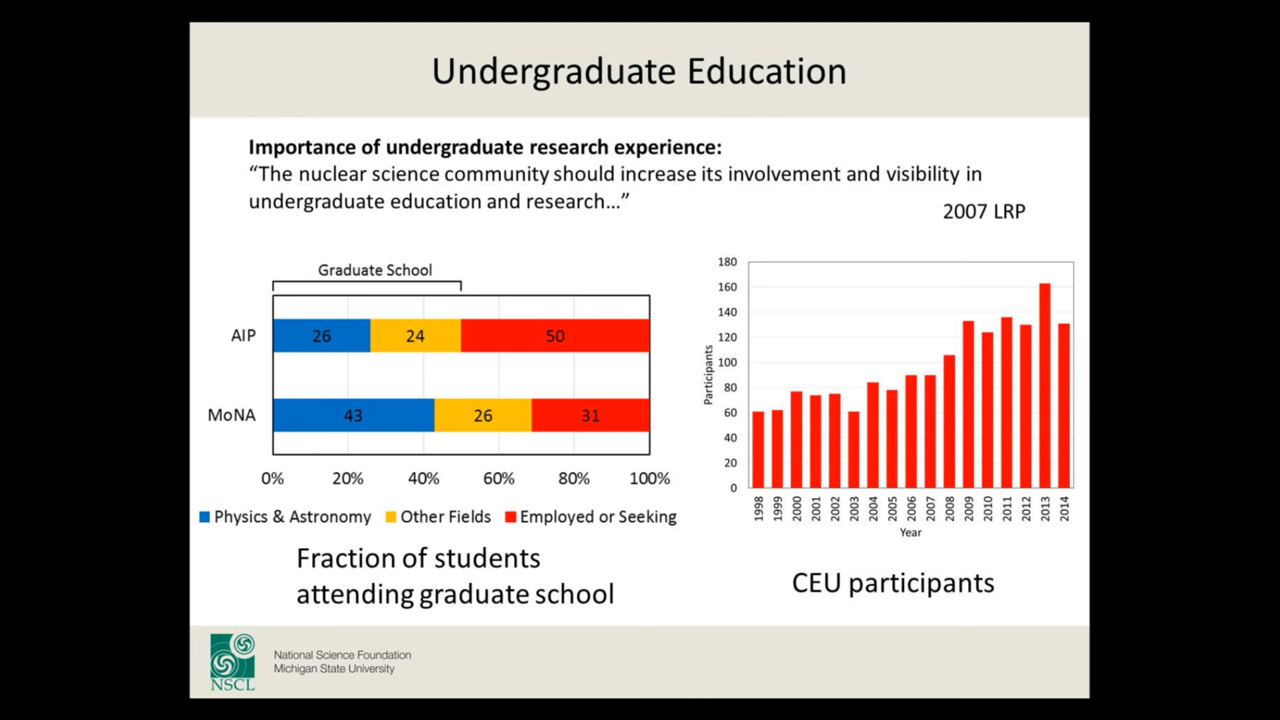 Undergraduate Education
Importance of undergraduate research experience:
“The nuclear science community should increase its involvement and visibility in
undergraduate education and research…”
2007 LRP
Graduate School
AIP
26
24
50
MoNA
43
26
31
0%
20%
40%
60%
80%
100%
Physics & Astronomy
Other Fields
Employed or Seeking
Fraction of students
attending graduate school
180
160
140
120
100
80
60
40
20
0
Participants
1998
1999
2000
2001
2002
2003
2004
2005
2006
2007
2008
2009
2010
2011
2012
2013
2014
Year
CEU participants
NSCL
National Science Foundation
Michigan State University